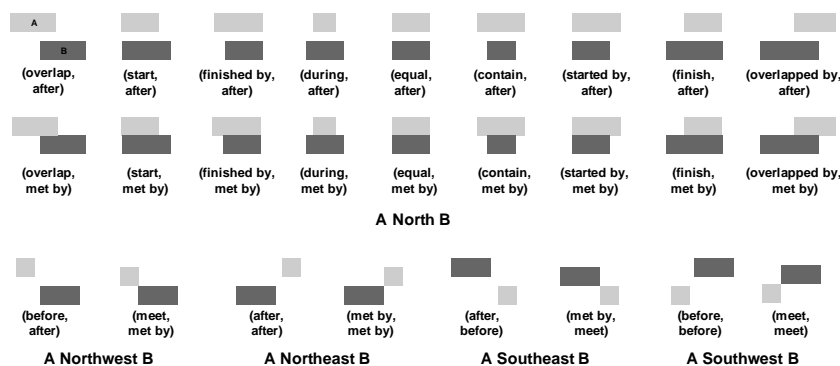 A
B
(overlap, (start, (finished by, (during, (equal, (contain, (started by, (finish, (overlapped by,
after) after) after) after) after) after) after) after) after)
(overlap, (start, (finished by, (during, (equal, (contain, (started by, (finish, (overlapped by,
met by) met by) met by) met by) met by) met by) met by) met by) met by)
A North B
(before, (meet, (after, (met by, (after, (met by, (before, (meet,
after) met by) after) met by) before) meet) before) meet)
A Northwest B A Northeast B A Southeast B A Southwest B